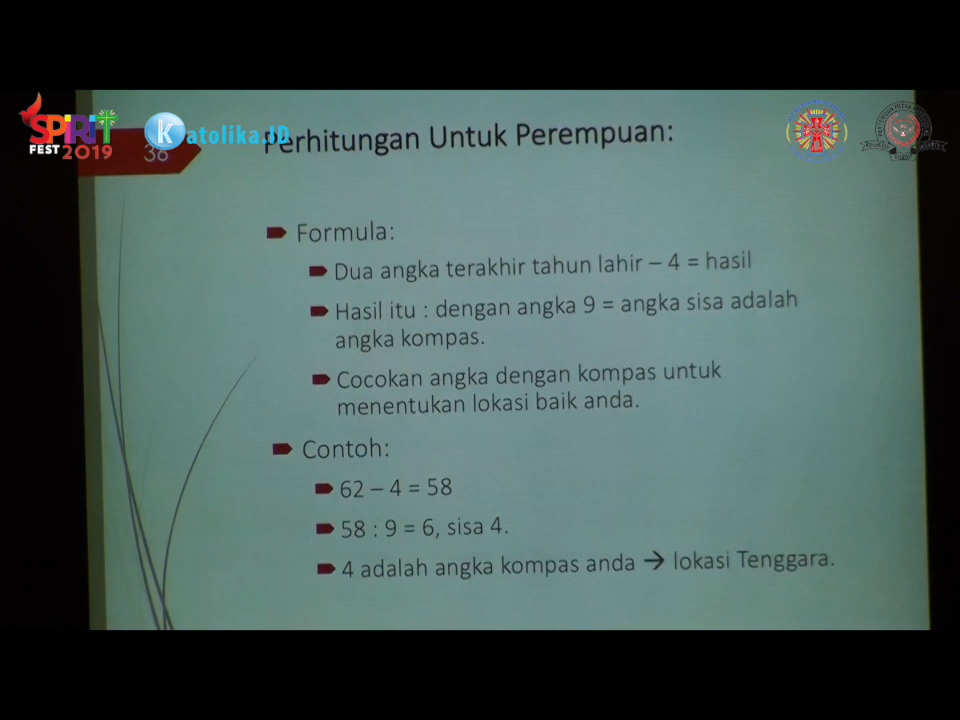 SPIRIT
FEST 2019
Katolika.ID
36
Perhitungan Untuk Perempuan:
Formula:
Dua angka terakhir tahun lahir – 4 = hasil
Hasil itu : dengan angka 9 = angka sisa adalah
angka kompas.
Cocokan angka dengan kompas untuk
menentukan lokasi baik anda.
Contoh:
62 – 4 = 58
58 : 9 = 6, sisa 4.
4 adalah angka kompas anda → lokasi Tenggara.